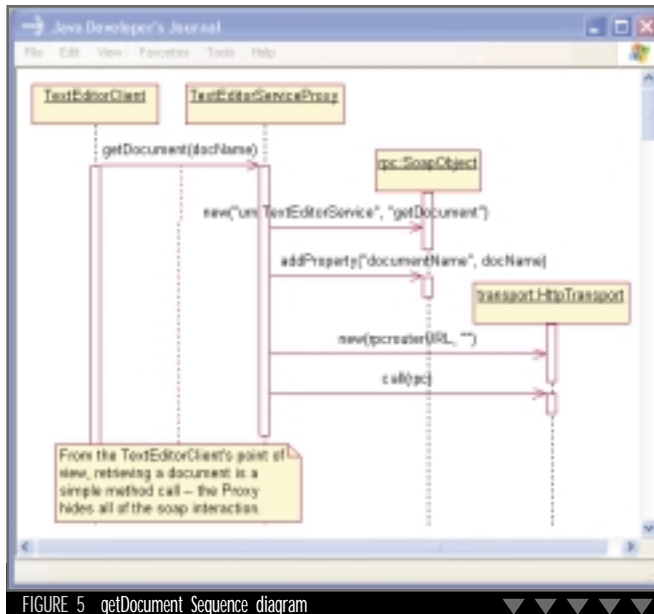 Java Developer's Journal
File Edit View Favorites Tools Help
TextEditorClient
TextEditorServiceProxy
getDocument(docName)
rpc:SoapObject
new("urn:TextEditorService", "getDocument")
addProperty("documentName", docName)
transport:HttpTransport
new(rpcrouterURL, "")
call(rpc)
From the TextEditorClient's point of
view, retrieving a document is a
simple method call – the Proxy
hides all of the soap interaction.
FIGURE 5 getDocument Sequence diagram